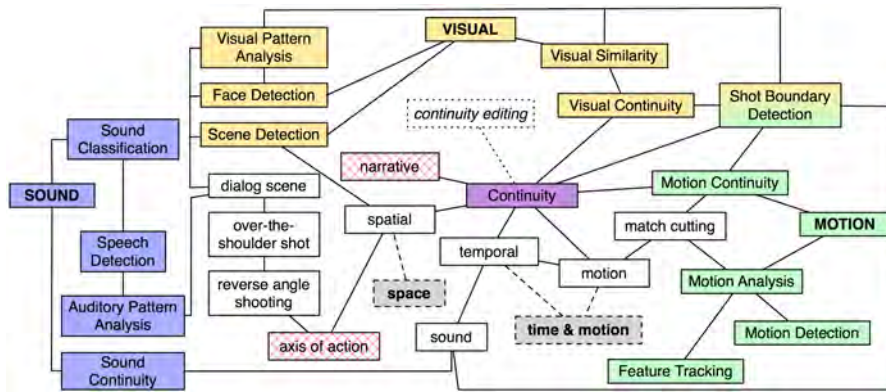 VISUAL
Visual Pattern
Analysis
Visual Similarity
Face Detection
Visual Continuity
Shot Boundary
Detection
continuity editing
Scene Detection
Sound
Classification
narrative
SOUND
dialog scene
Continuity
Motion Continuity
spatial
over-the-
shoulder shot
match cutting
MOTION
Speech
Detection
temporal
motion
reverse angle
shooting
space
Motion Analysis
Auditory Pattern
Analysis
time & motion
axis of action
sound
Motion Detection
Sound
Continuity
Feature Tracking